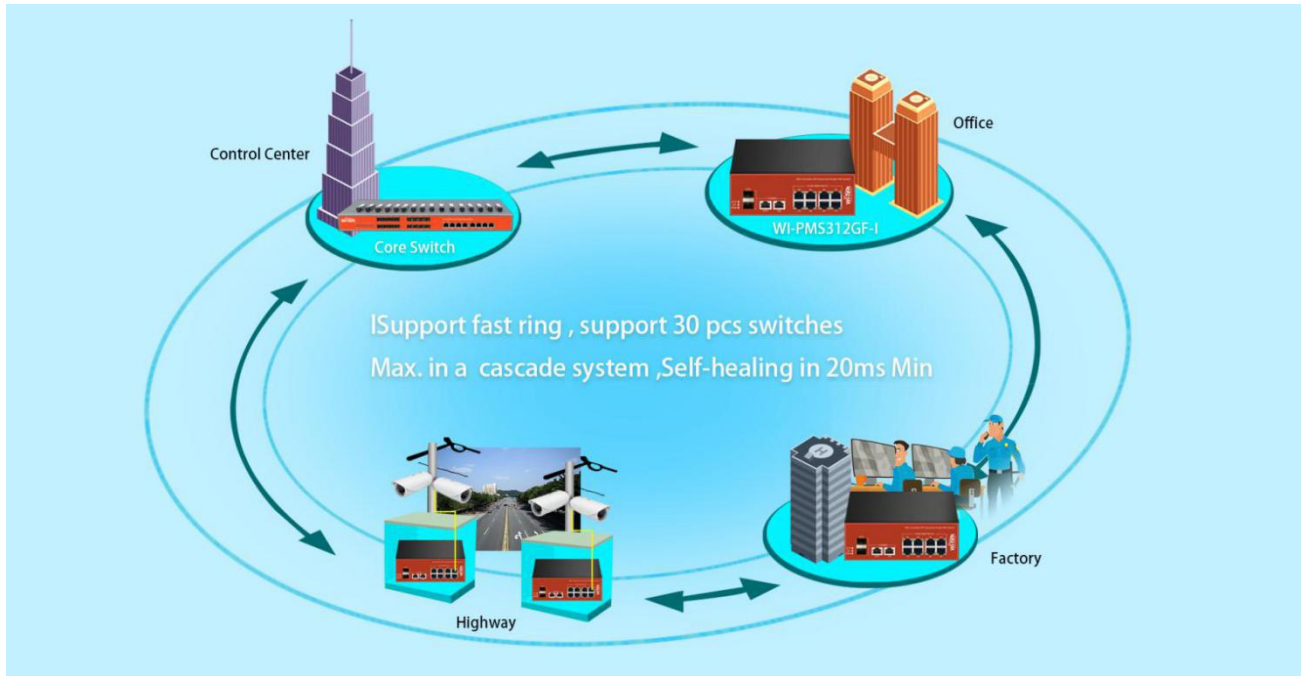 Control Center
Office
Core Switch
WI-PMS312GF-I
lSupport fast ring , support 30 pcs switches
Max. in a cascade system ,Self-healing in 20ms Min
Factory
Highway